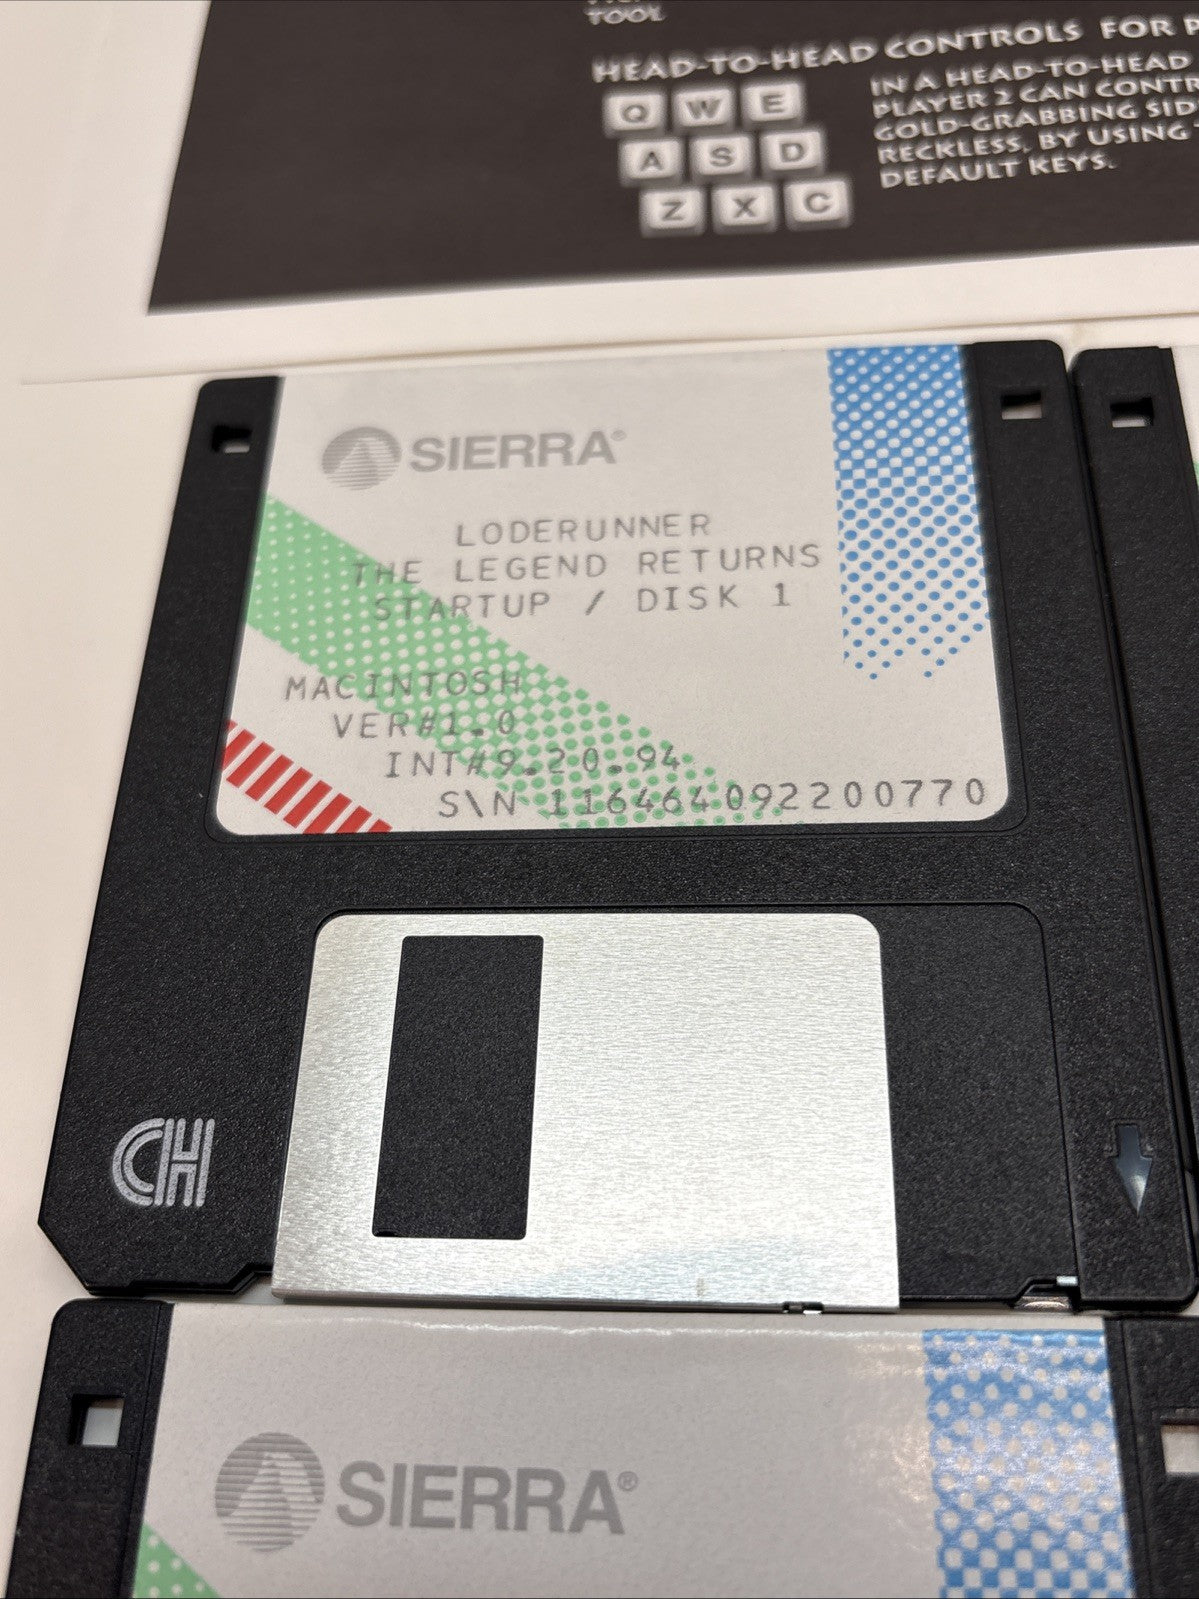 TOOL
HEAD-TO-HEAD CONTROLS FOR P
Q W E
A S D
Z X C
IN A HEAD-TO-HEAD
PLAYER 2 CAN CONTR
GOLD-GRABBING SID
RECKLESS, BY USING
DEFAULT KEYS.
SIERRA®
LODERUNNER
THE LEGEND RETURNS
STARTUP / DISK 1
MACINTOSH
VER#1.0
INT#9.20.94
S\N 116464092200770
CH
SIERRA®